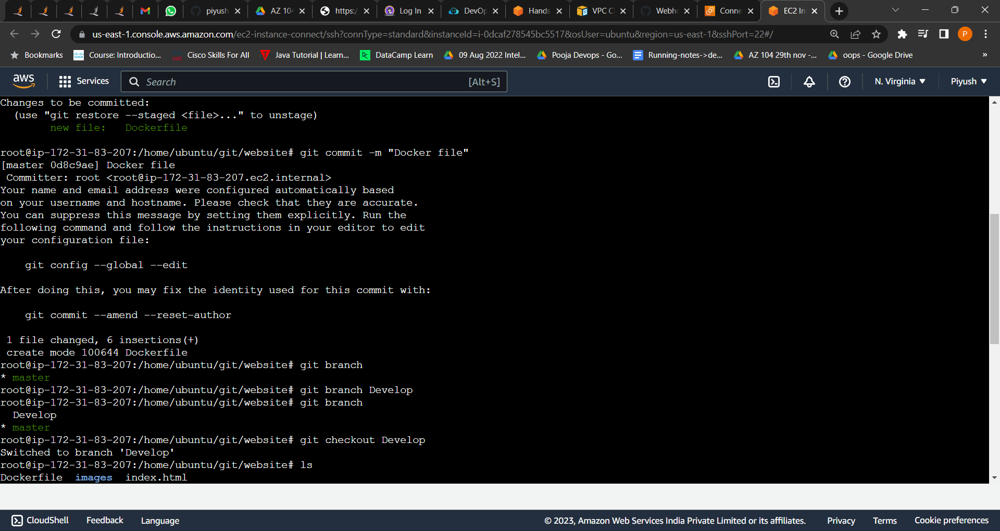 piyush
AZ 10
https:/
Log In
DevOp
Hands
VPC C
Webh
Conne
EC2 In
us-east-1.console.aws.amazon.com/ec2-instance-connect/ssh?connType=standard&instanceId=i-0dcaf278545bc5517&osUser=ubuntu&region=us-east-1&sshPort=22#/
P
Bookmarks
Course: Introductio...
Cisco Skills For All
Java Tutorial | Learn...
DataCamp Learn
09 Aug 2022 Intel...
Pooja Devops - Go...
Running-notes->de...
AZ 104 29th nov -...
oops - Google Drive
»
aws
Services
Search
[Alt+S]
N. Virginia
Piyush
Changes to be committed:
(use "git restore --staged <file>..." to unstage)
new file: Dockerfile
root@ip-172-31-83-207:/home/ubuntu/git/website# git commit -m "Docker file"
[master 0d8c9ae] Docker file
Committer: root <root@ip-172-31-83-207.ec2.internal>
Your name and email address were configured automatically based
on your username and hostname. Please check that they are accurate.
You can suppress this message by setting them explicitly. Run the
following command and follow the instructions in your editor to edit
your configuration file:
git config --global --edit
After doing this, you may fix the identity used for this commit with:
git commit --amend --reset-author
1 file changed, 6 insertions(+)
create mode 100644 Dockerfile
root@ip-172-31-83-207:/home/ubuntu/git/website# git branch
* master
root@ip-172-31-83-207:/home/ubuntu/git/website# git branch Develop
root@ip-172-31-83-207:/home/ubuntu/git/website# git branch
Develop
* master
root@ip-172-31-83-207:/home/ubuntu/git/website# git checkout Develop
Switched to branch 'Develop'
root@ip-172-31-83-207:/home/ubuntu/git/website# ls
Dockerfile images index.html
CloudShell
Feedback
Language
© 2023, Amazon Web Services India Private Limited or its affiliates.
Privacy
Terms
Cookie preferences